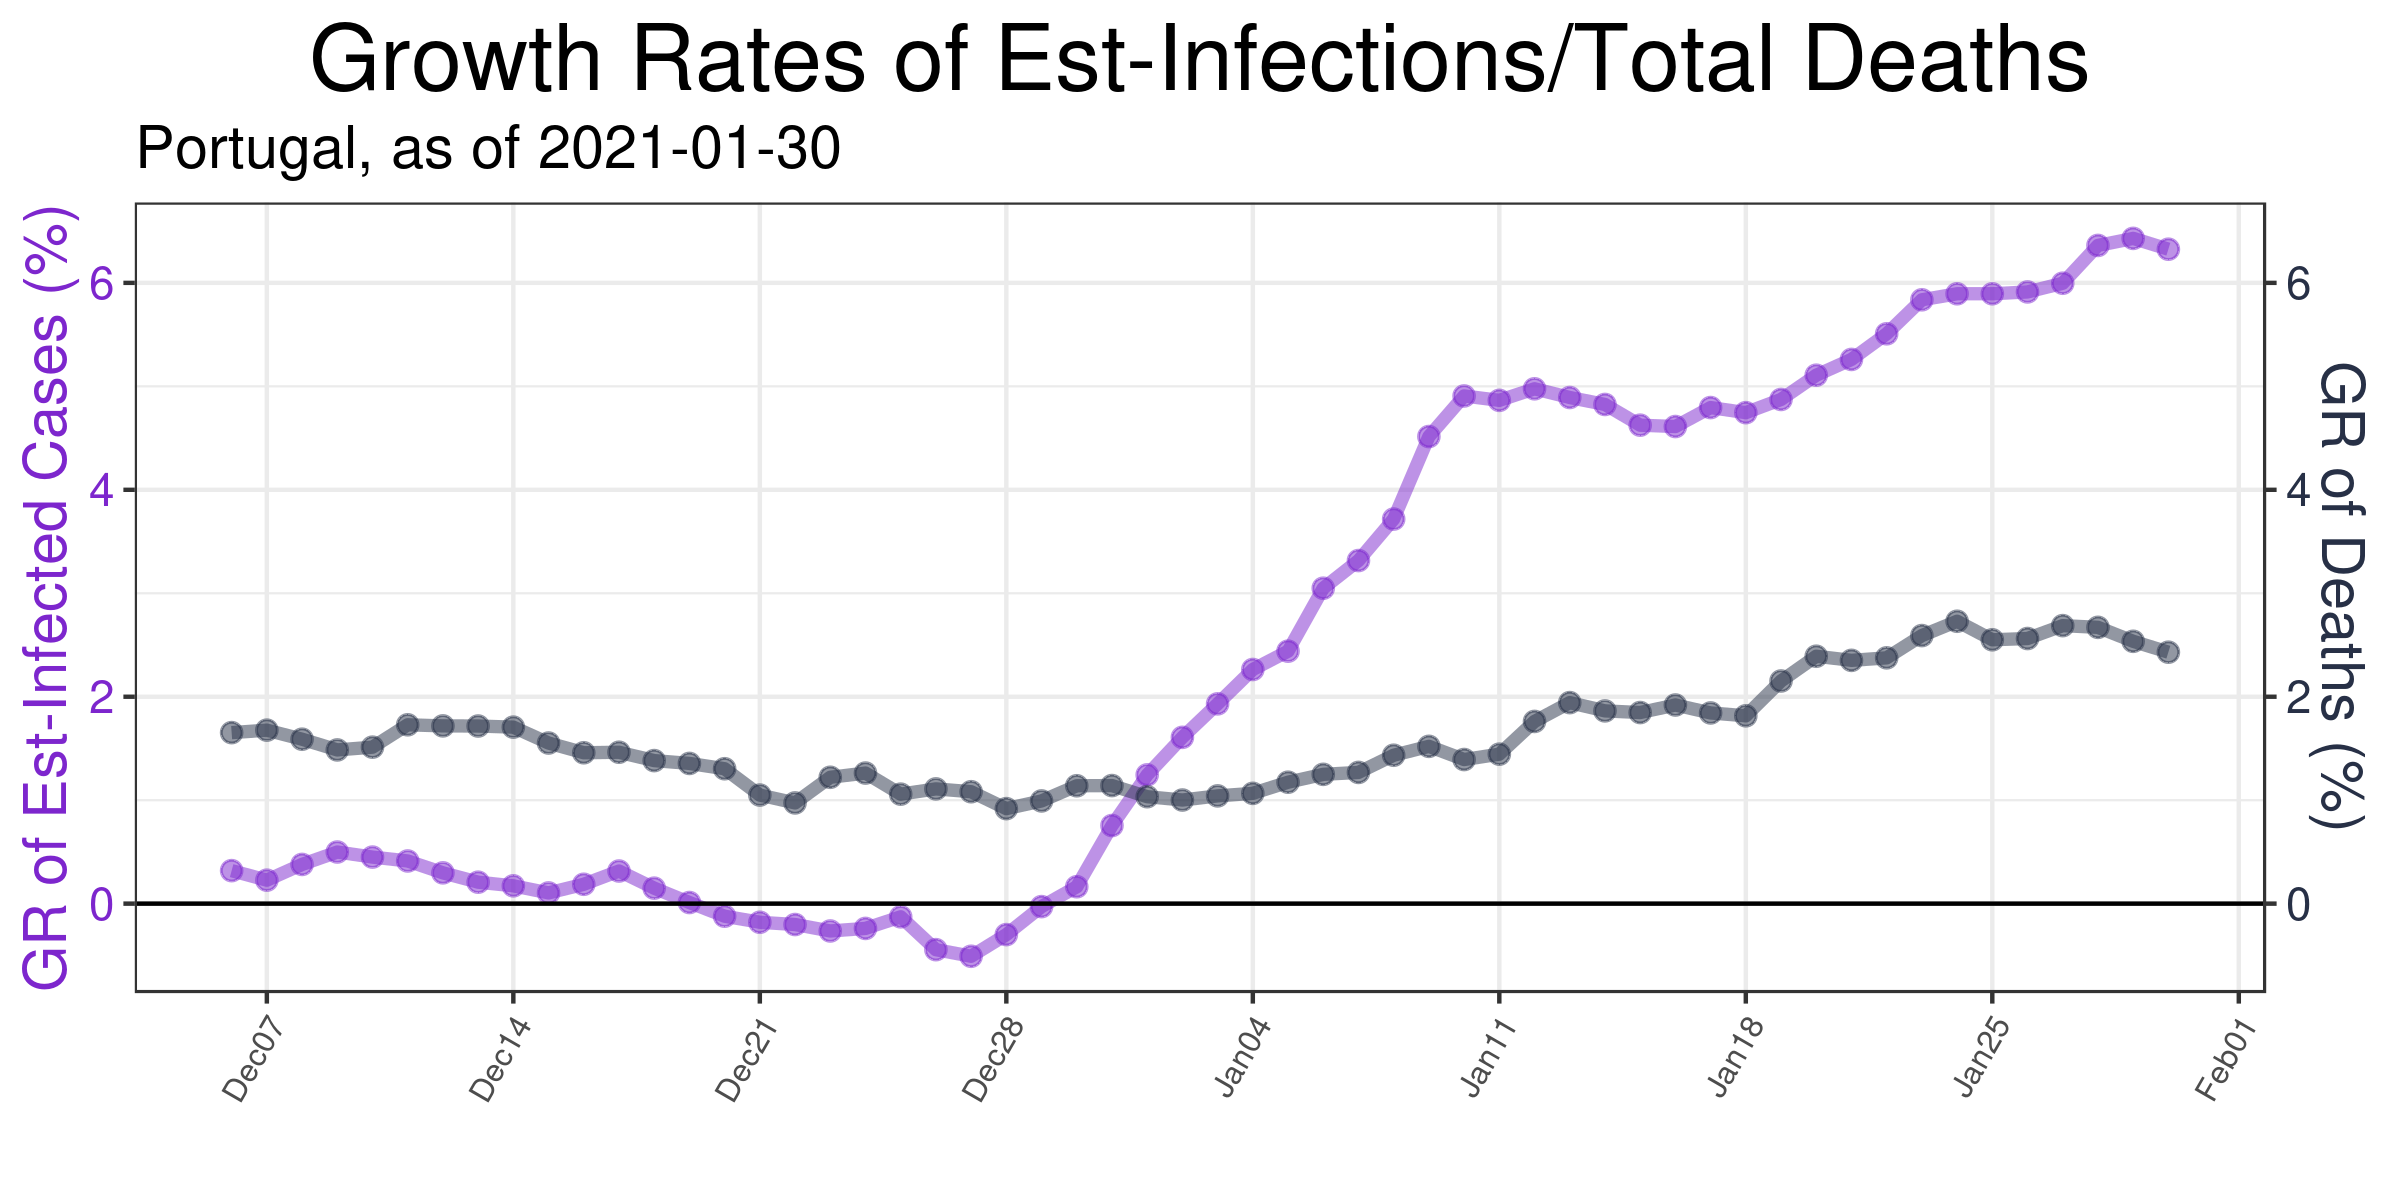 Growth Rates of Est-Infections/Total Deaths
Portugal, as of 2021-01-30
GR of Est-Infected Cases (%)
6
4
2
0
6
4
2
0
GR of Deaths (%)
Dec07
Dec14
Dec21
Dec28
Jan04
Jan11
Jan18
Jan25
Feb01